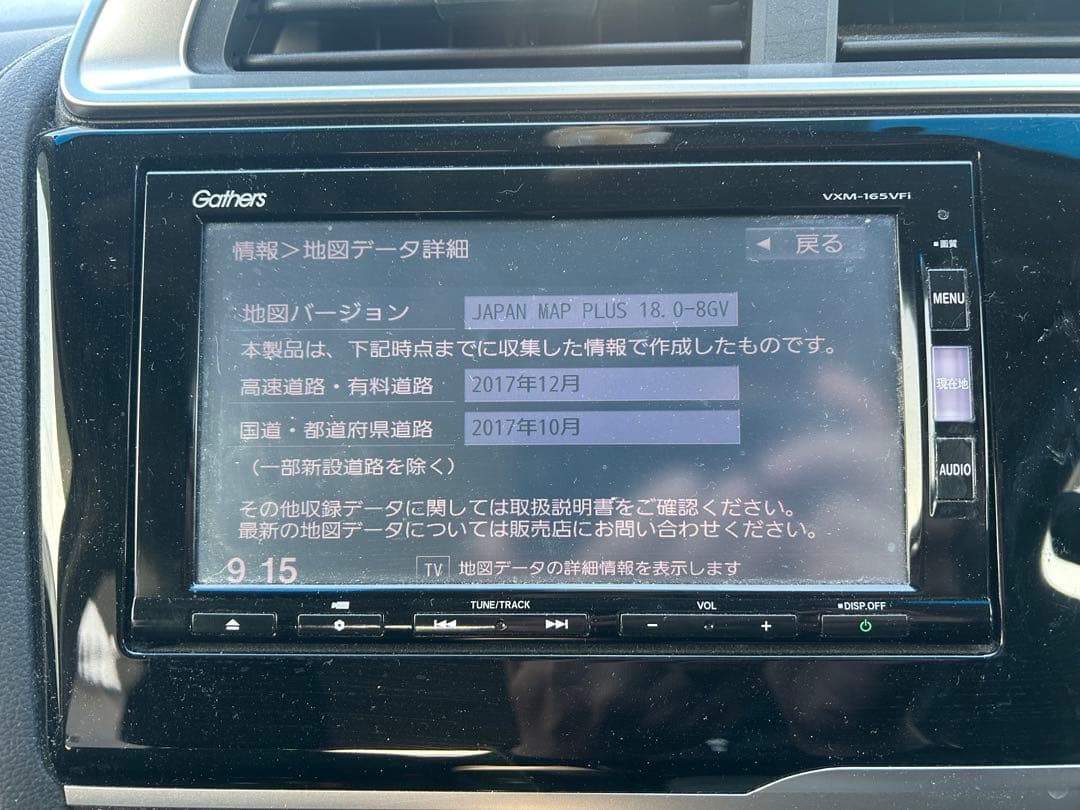 Gathers
VXM-165VFi
情報＞地図データ詳細
◀ 戻る
■画質
地図バージョン
JAPAN MAP PLUS 18.0-8GV
MENU
本製品は、下記時点までに収集した情報で作成したものです。
高速道路・有料道路
2017年12月
現在地
国道・都道府県道路
2017年10月
（一部新設道路を除く）
AUDIO
その他収録データに関しては取扱説明書をご確認ください。
最新の地図データについては販売店にお問い合わせください。
9 15
TV 地図データの詳細情報を表示します
TUNE/TRACK
VOL
■DISP.OFF
− +